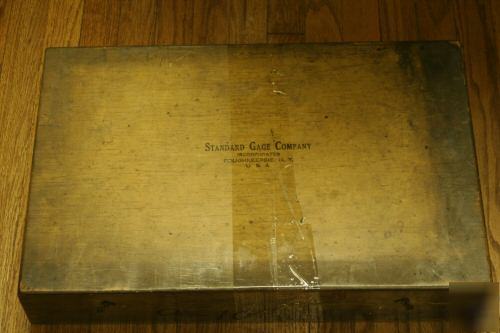 STANDARD GAGE COMPANY
INCORPORATED
POUGHKEEPSIE, N. Y.
U S A